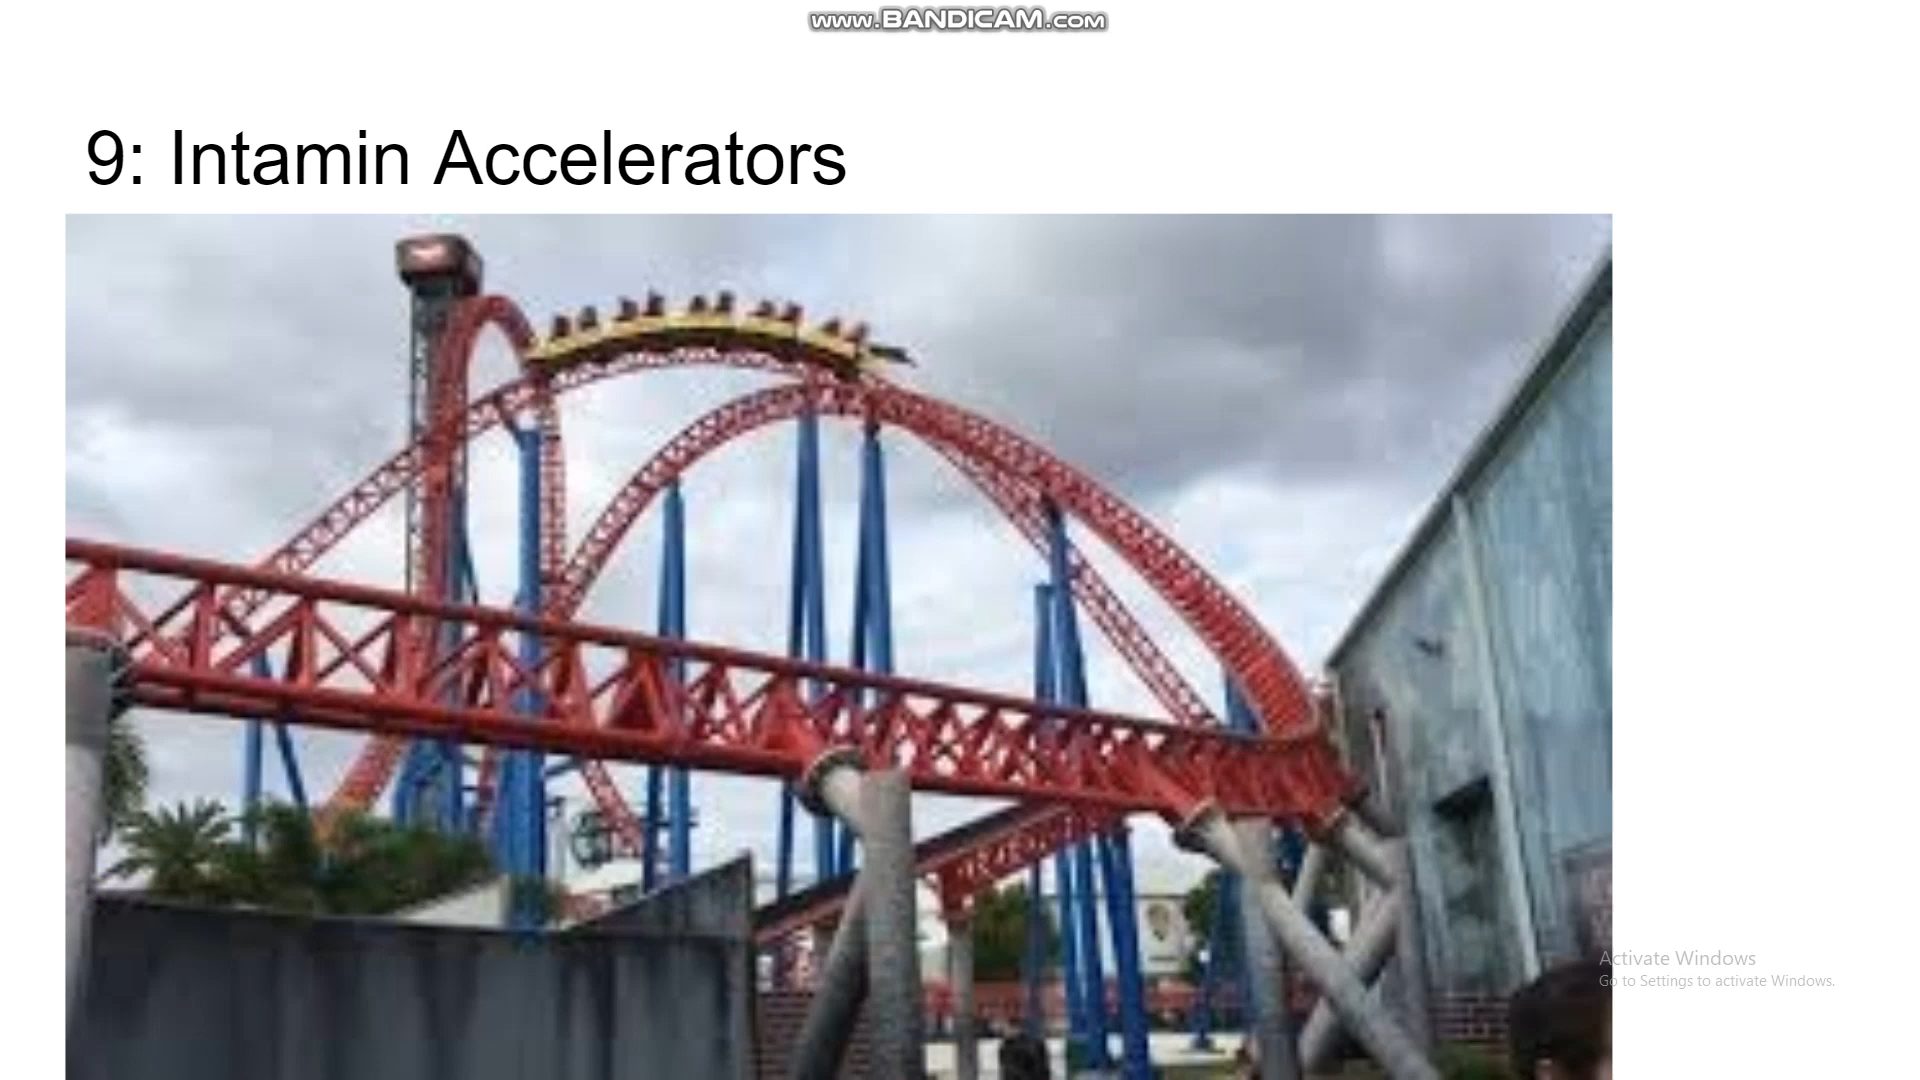 www.BANDICAM.com
9: Intamin Accelerators
Activate Windows
Go to Settings to activate Windows.